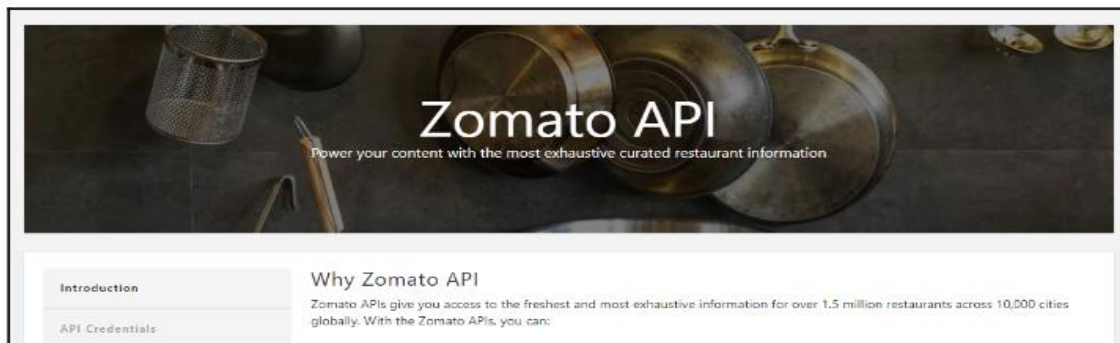 Zomato API
Power your content with the most exhaustive curated restaurant information
Introduction
API Credentials
Why Zomato API
Zomato APIs give you access to the freshest and most exhaustive information for over 1.5 million restaurants across 10,000 cities
globally. With the Zomato APIs, you can: